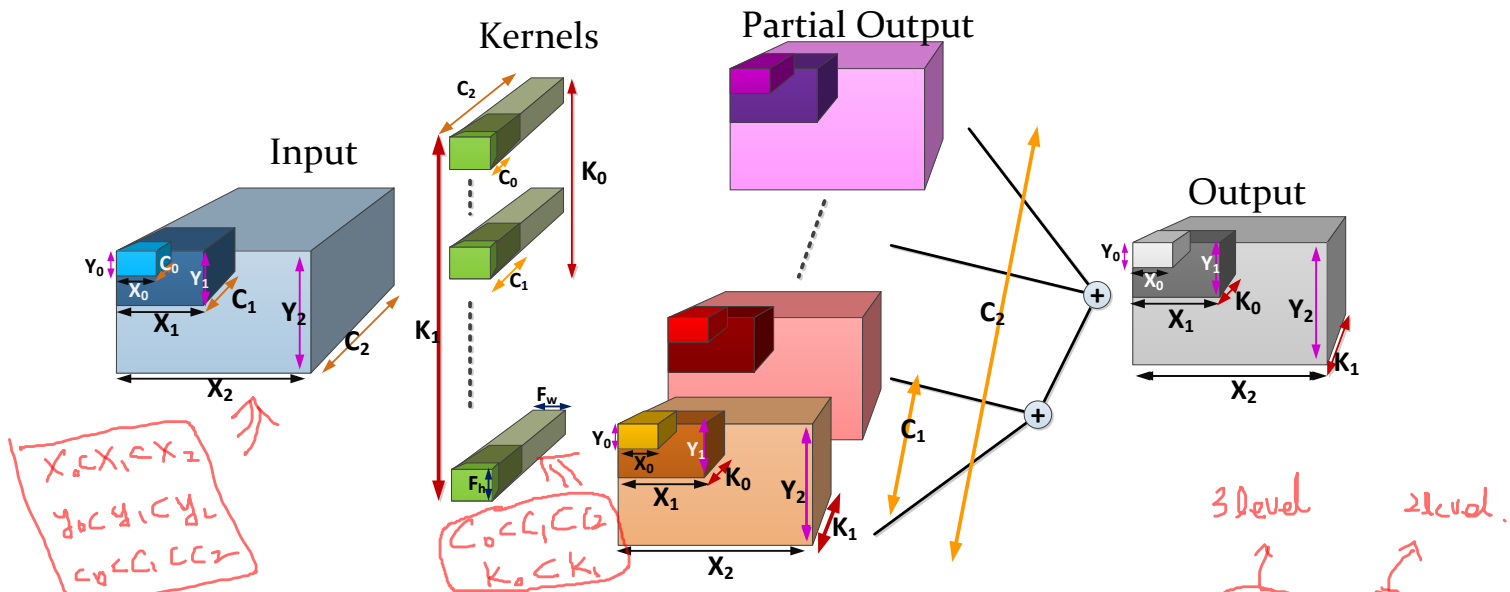 Kernels
Partial Output
Input
Output
C₂
C₀
K₀
K₁
C₁
F_w
F_h
Y₀
C₀
X₀
Y₁
C₁
X₁
Y₂
C₂
X₂
Y₀
X₀
Y₁
X₁
K₀
Y₂
K₁
X₂
C₂
C₁
+
+
Y₀
X₀
Y₁
X₁
K₀
Y₂
K₁
X₂
X₀⊂X₁⊂X₂
y₀⊂y₁⊂y₂
c₀⊂C₁⊂C₂
C₀⊂C₁⊂C₂
K₀⊂K₁
3 level
2 level.